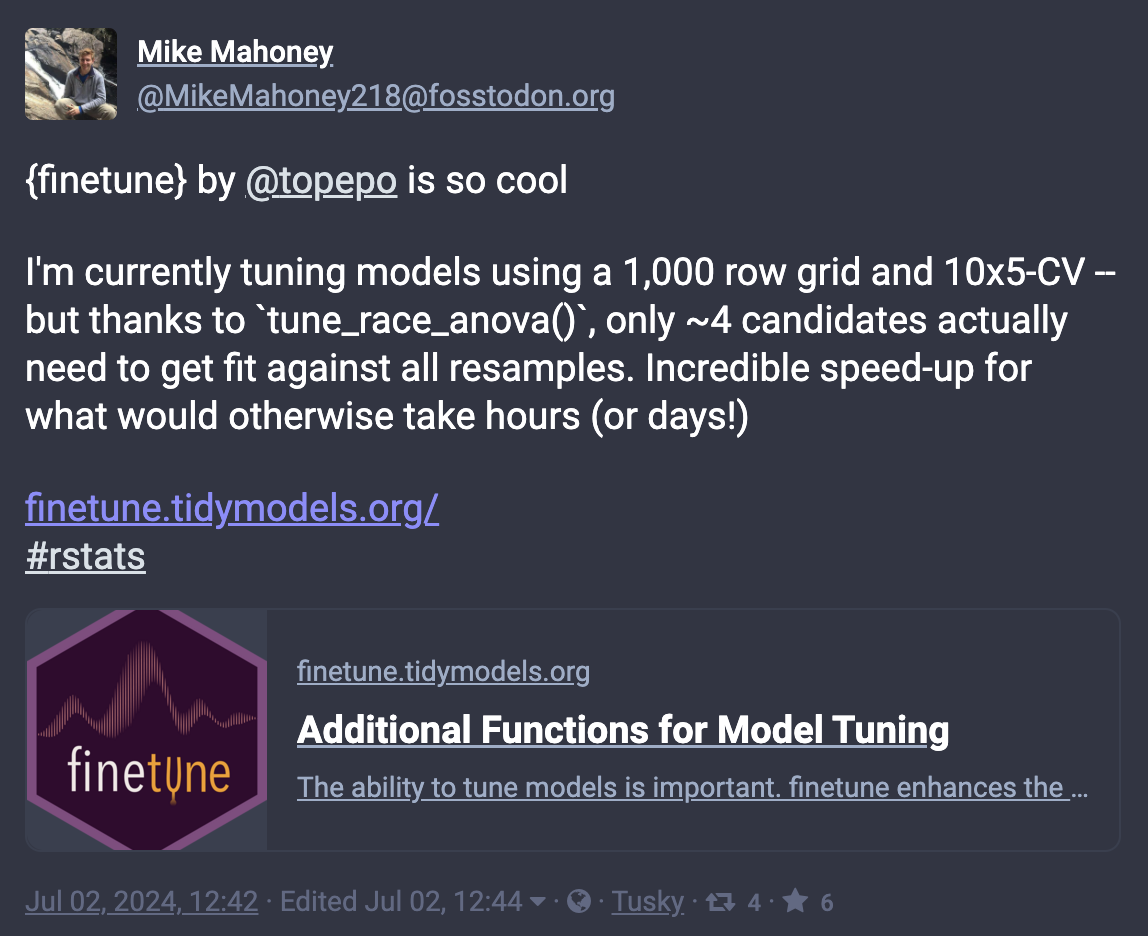 Mike Mahoney
@MikeMahoney218@fosstodon.org
{finetune} by @topepo is so cool
I'm currently tuning models using a 1,000 row grid and 10x5-CV --
but thanks to `tune_race_anova()`, only ~4 candidates actually
need to get fit against all resamples. Incredible speed-up for
what would otherwise take hours (or days!)
finetune.tidymodels.org/
#rstats
finetune
finetune.tidymodels.org
Additional Functions for Model Tuning
The ability to tune models is important. finetune enhances the ...
Jul 02, 2024, 12:42 · Edited Jul 02, 12:44 · Tusky · 4 · 6